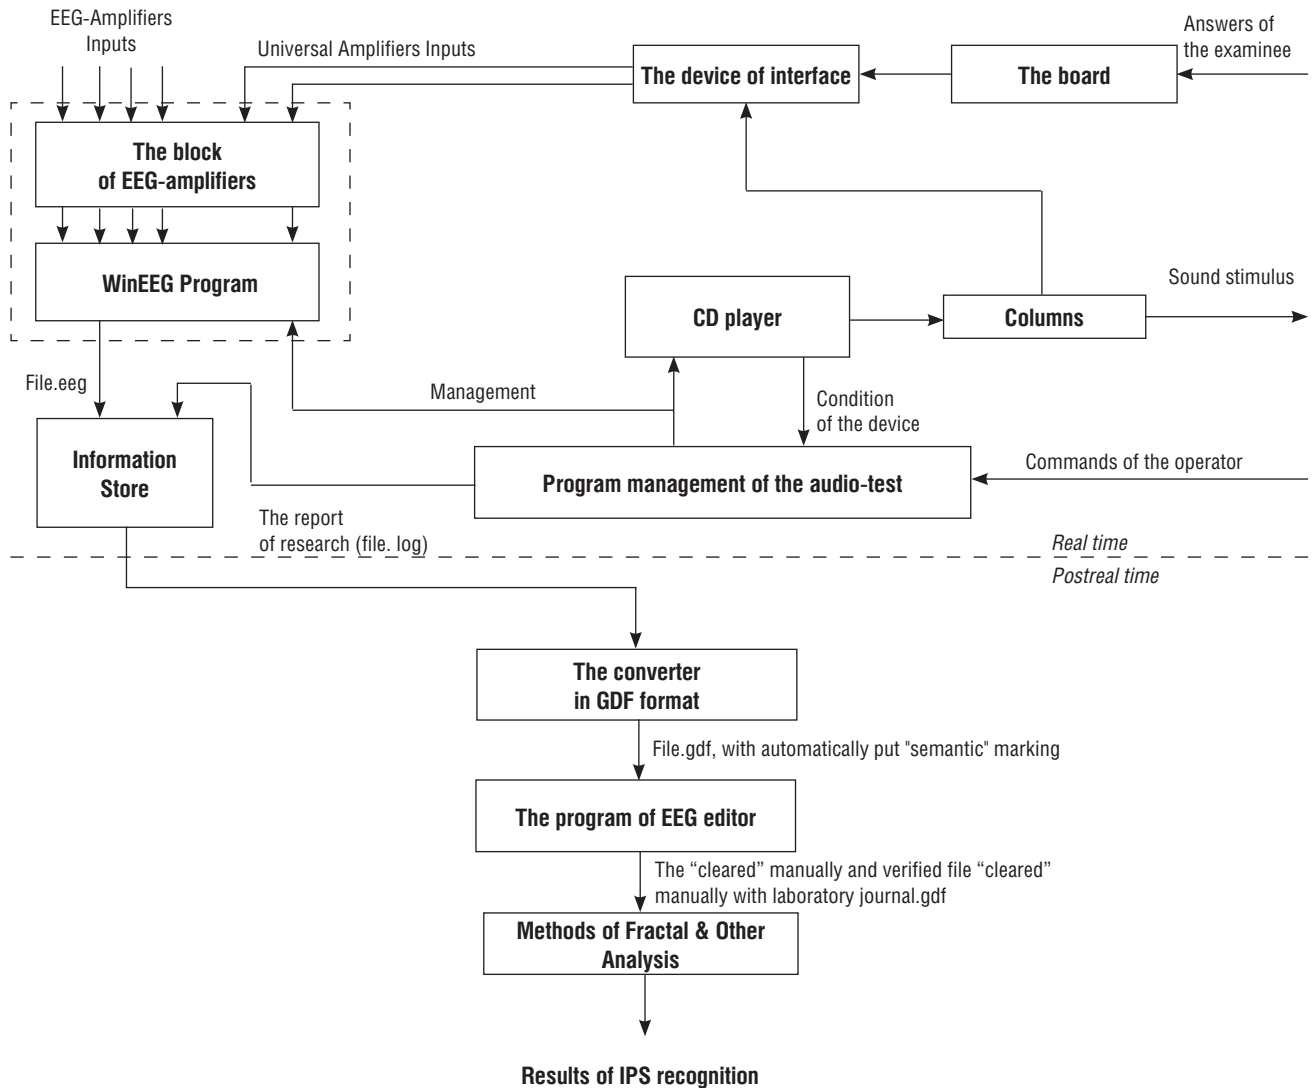 EEG-Amplifiers
Inputs
Universal Amplifiers Inputs
The device of interface
The board
Answers of
the examinee
The block
of EEG-amplifiers
WinEEG Program
CD player
Columns
Sound stimulus
File.eeg
Management
Condition
of the device
Information
Store
Program management of the audio-test
Commands of the operator
The report
of research (file. log)
Real time
Postreal time
The converter
in GDF format
File.gdf, with automatically put "semantic" marking
The program of EEG editor
The “cleared” manually and verified file “cleared”
manually with laboratory journal.gdf
Methods of Fractal & Other
Analysis
Results of IPS recognition